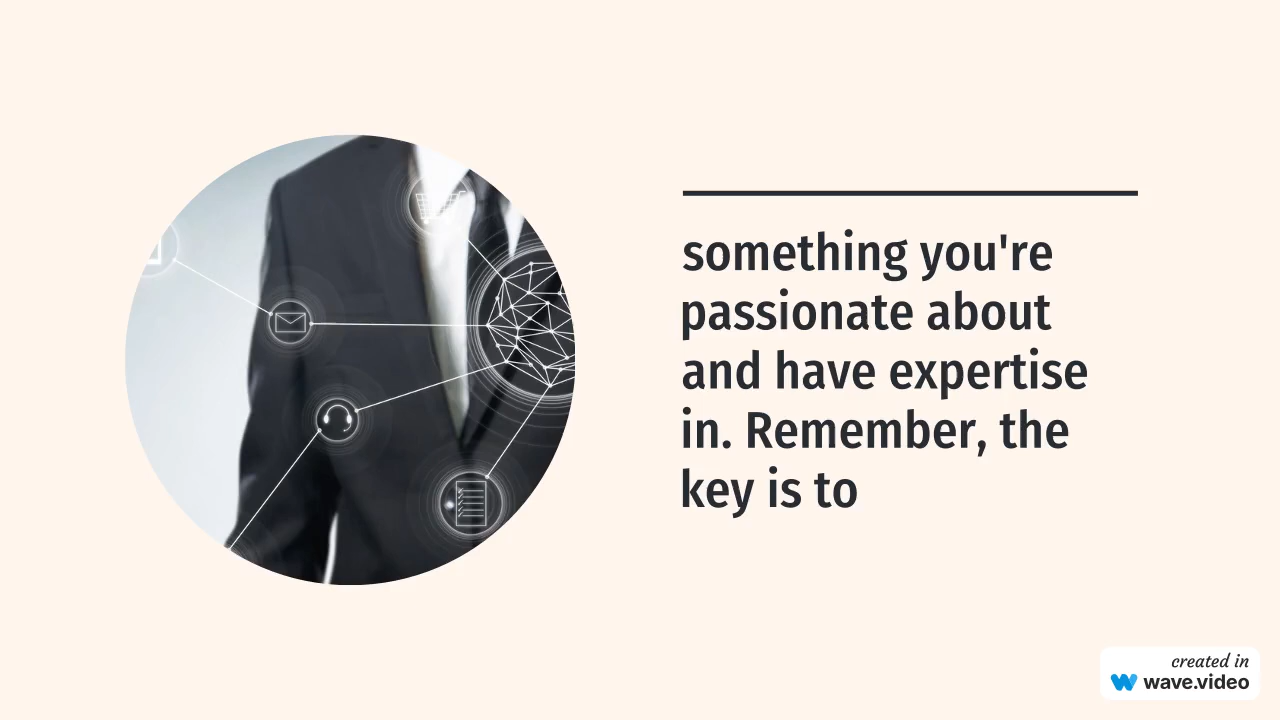 something you're
passionate about
and have expertise
in. Remember, the
key is to
created in
wave.video